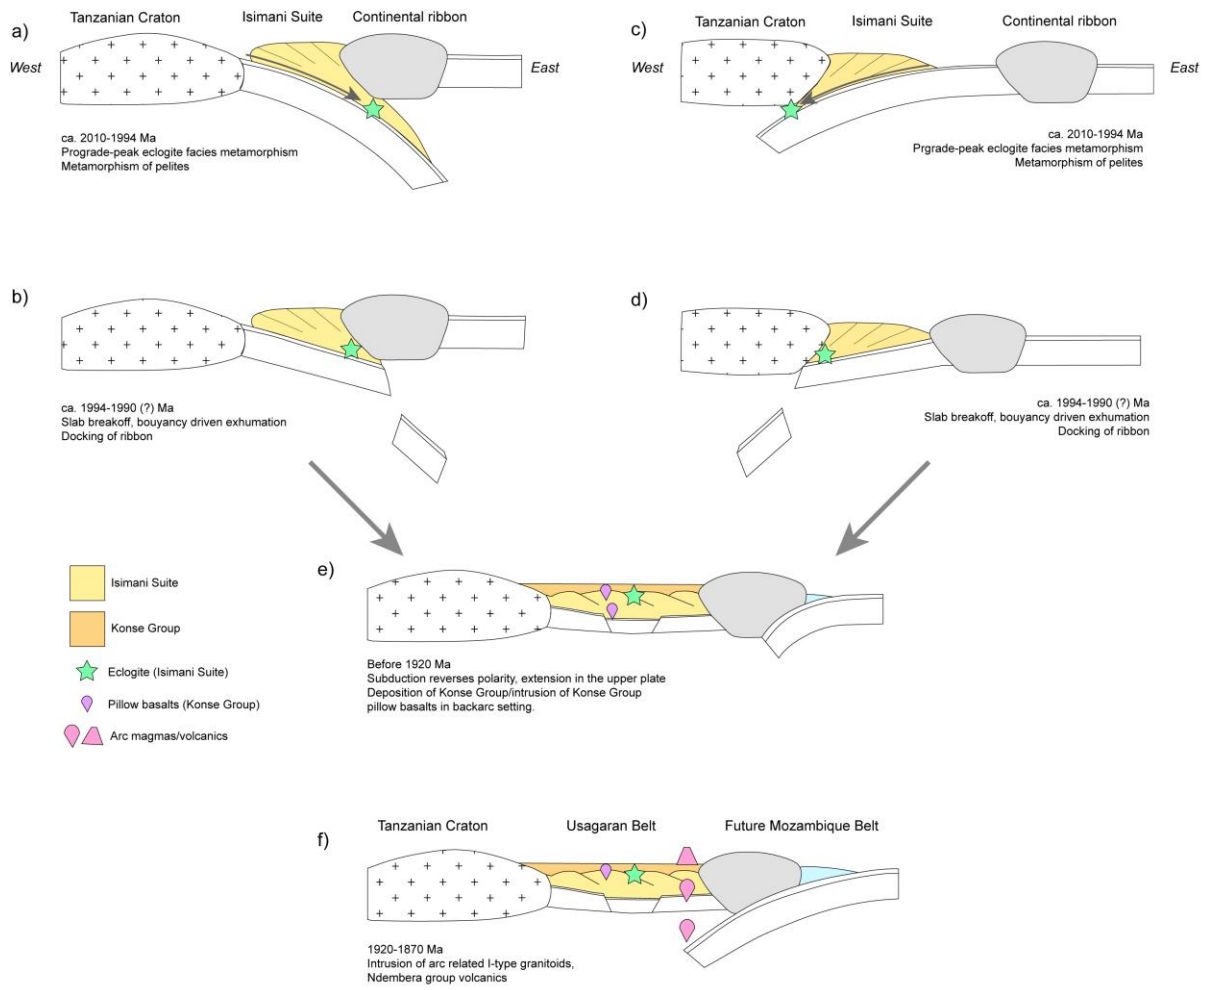 a)
Tanzanian Craton
Isimani Suite
Continental ribbon
West
East
ca. 2010-1994 Ma
Prograde-peak eclogite facies metamorphism
Metamorphism of pelites
c)
Tanzanian Craton
Isimani Suite
Continental ribbon
West
East
ca. 2010-1994 Ma
Prgrade-peak eclogite facies metamorphism
Metamorphism of pelites
b)
ca. 1994-1990 (?) Ma
Slab breakoff, bouyancy driven exhumation
Docking of ribbon
d)
ca. 1994-1990 (?) Ma
Slab breakoff, bouyancy driven exhumation
Docking of ribbon
Isimani Suite
Konse Group
Eclogite (Isimani Suite)
Pillow basalts (Konse Group)
Arc magmas/volcanics
e)
Before 1920 Ma
Subduction reverses polarity, extension in the upper plate
Deposition of Konse Group/intrusion of Konse Group
pillow basalts in backarc setting.
f)
Tanzanian Craton
Usagaran Belt
Future Mozambique Belt
1920-1870 Ma
Intrusion of arc related I-type granitoids,
Ndembera group volcanics